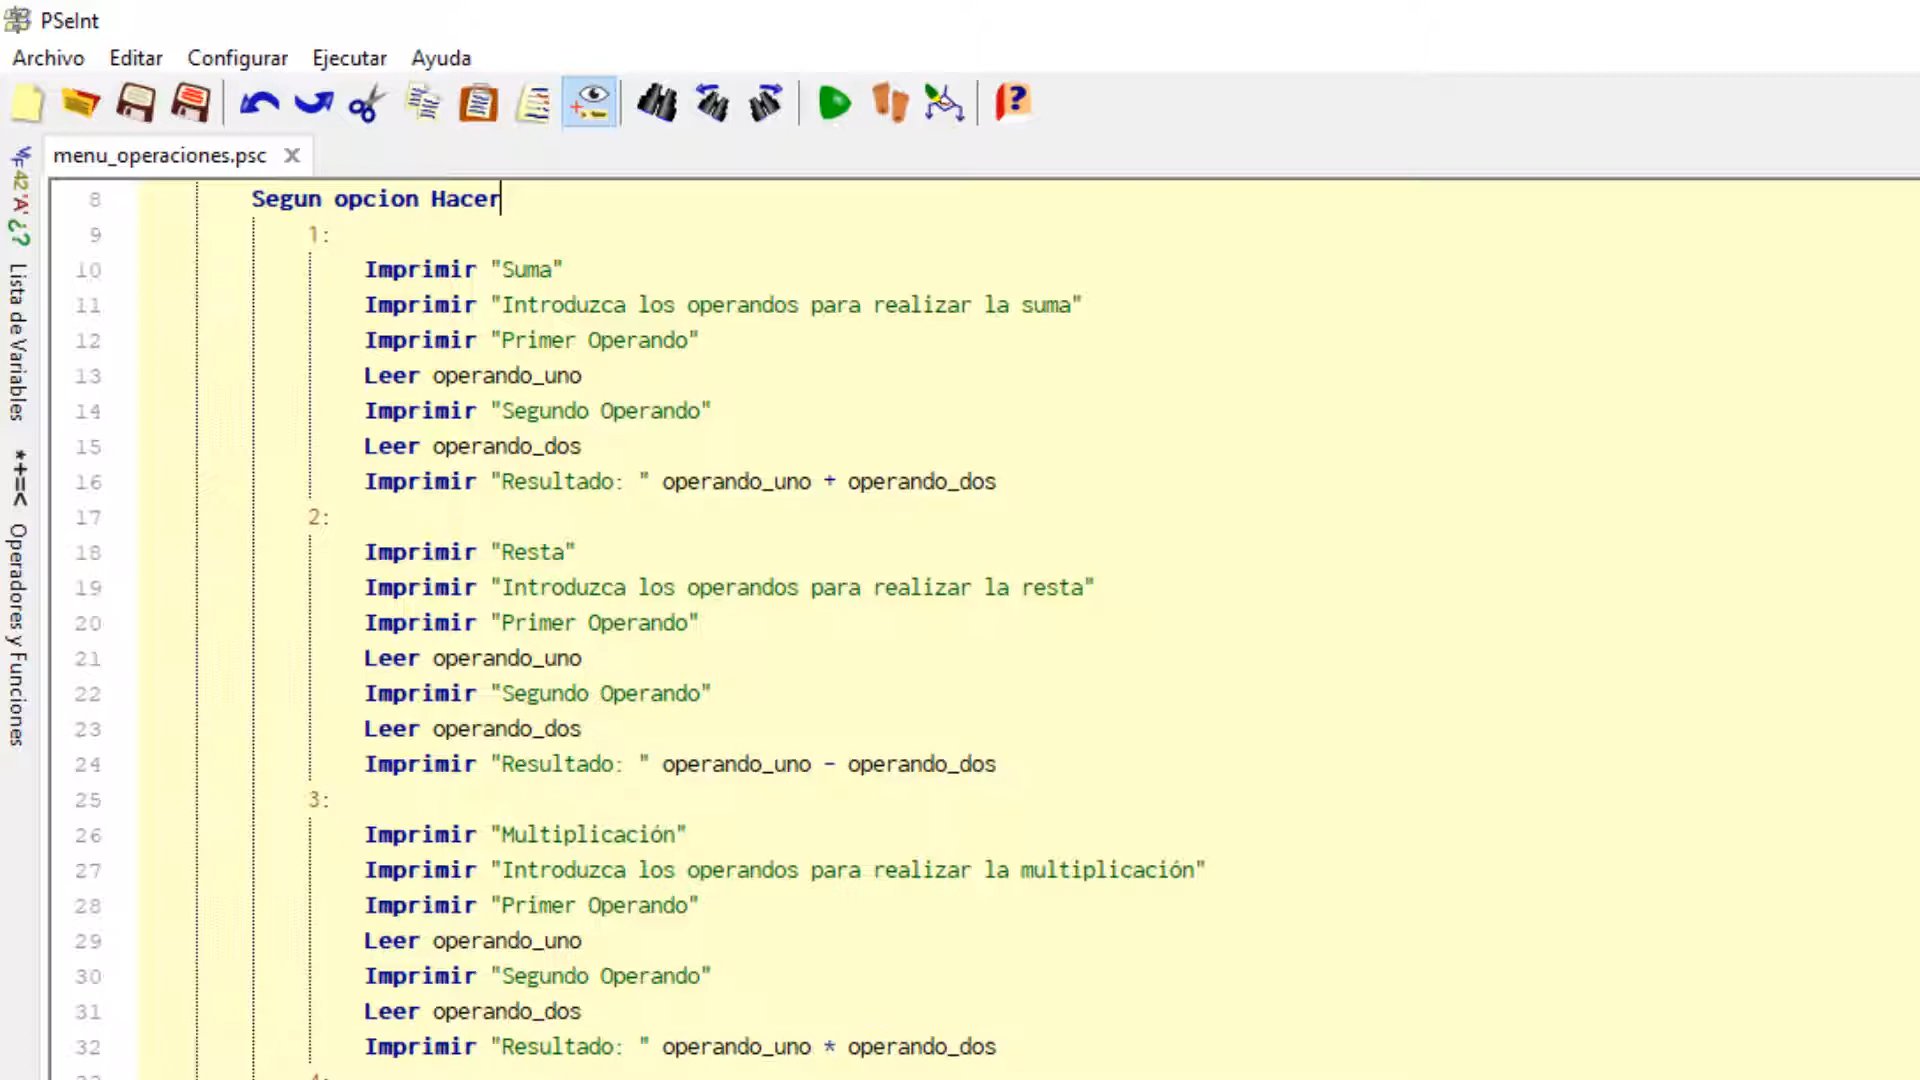 PSeInt
Archivo Editar Configurar Ejecutar Ayuda
menu_operaciones.psc
8 Segun opcion Hacer
9 1:
10 Imprimir "Suma"
11 Imprimir "Introduzca los operandos para realizar la suma"
12 Imprimir "Primer Operando"
13 Leer operando_uno
14 Imprimir "Segundo Operando"
15 Leer operando_dos
16 Imprimir "Resultado: " operando_uno + operando_dos
17 2:
18 Imprimir "Resta"
19 Imprimir "Introduzca los operandos para realizar la resta"
20 Imprimir "Primer Operando"
21 Leer operando_uno
22 Imprimir "Segundo Operando"
23 Leer operando_dos
24 Imprimir "Resultado: " operando_uno - operando_dos
25 3:
26 Imprimir "Multiplicación"
27 Imprimir "Introduzca los operandos para realizar la multiplicación"
28 Imprimir "Primer Operando"
29 Leer operando_uno
30 Imprimir "Segundo Operando"
31 Leer operando_dos
32 Imprimir "Resultado: " operando_uno * operando_dos
42 'A' ¿? Lista de Variables
*+=< Operadores y Funciones